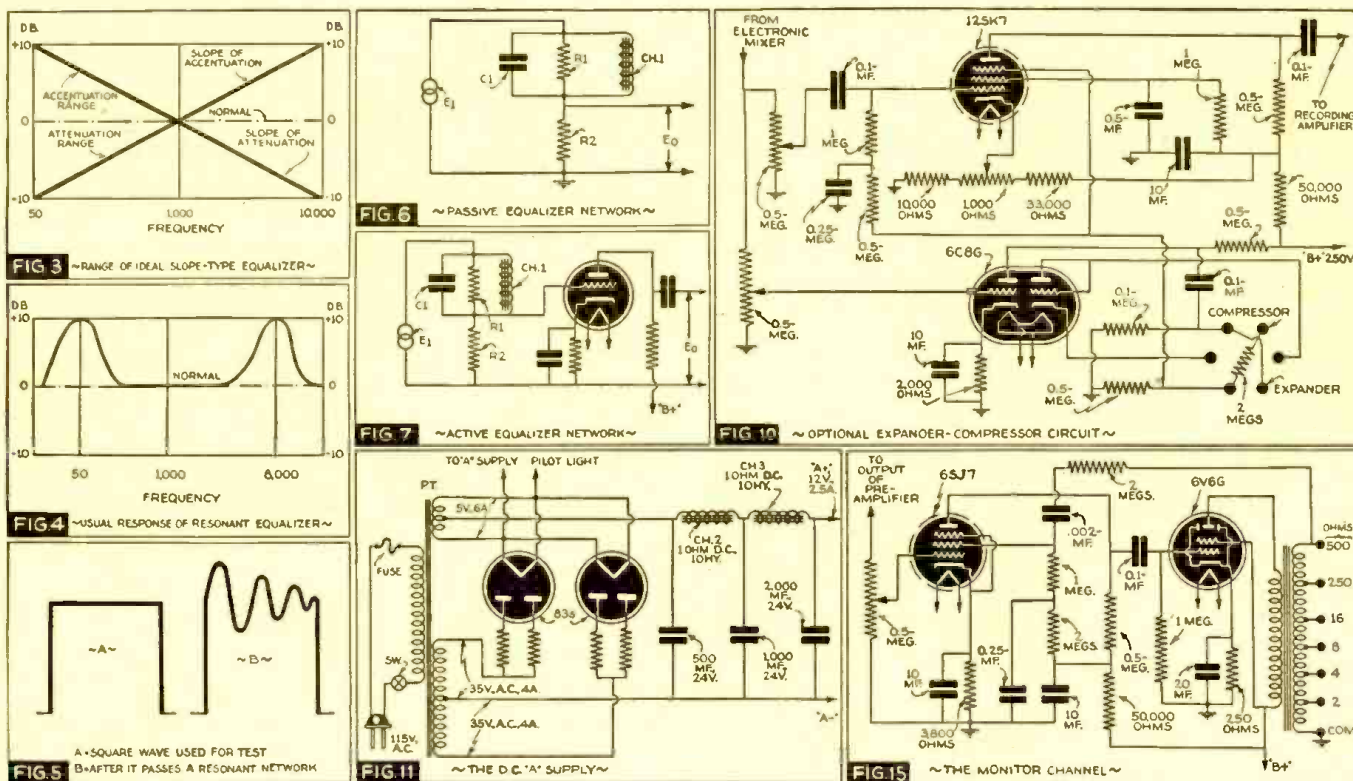 DB.
+10
DB.
+10
SLOPE OF
ACCENTUATION
ACCENTUATION
RANGE
NORMAL
0
0
ATTENUATION
RANGE
SLOPE OF
ATTENUATION
-10
-10
50
1,000
10,000
FREQUENCY
FIG. 3
~RANGE OF IDEAL SLOPE-TYPE EQUALIZER~
DB.
+10
DB.
+10
NORMAL
0
0
-10
-10
50
1,000
6,000
FREQUENCY
FIG. 4
~USUAL RESPONSE OF RESONANT EQUALIZER~
~A~
~B~
A=SQUARE WAVE USED FOR TEST
B=AFTER IT PASSES A RESONANT NETWORK
FIG. 5
C1
R1
CH.1
E1
R2
E0
FIG. 6
~PASSIVE EQUALIZER NETWORK~
C1
CH.1
R1
E1
R2
E0
"B+"
FIG. 7
~ACTIVE EQUALIZER NETWORK~
FROM
ELECTRONIC
MIXER
12SK7
0.1-
MF.
0.1-
MF.
1
MEG.
0.5-
MEG.
TO
RECORDING
AMPLIFIER
1
MEG.
0.5-
MF.
10
MF.
0.5-
MEG.
0.25-
MEG.
0.5-
MEG.
10,000
OHMS
1,000
OHMS
33,000
OHMS
50,000
OHMS
0.5-
MEG.
"B+" 250V.
6C8G
0.1-
MF.
0.5-
MEG.
0.1-
MEG.
COMPRESSOR
10
MF.
2,000
OHMS
0.5-
MEG.
2
MEGS
EXPANDER
FIG. 10
~OPTIONAL EXPANDER-COMPRESSOR CIRCUIT~
TO "A" SUPPLY
PILOT LIGHT
PT.
5V., 6A.
FUSE
SW.
115V.,
A.C.
83s
35V., A.C., 4A.
35V., A.C., 4A.
CH.2
1 OHM D.C.,
10HY.
CH3
1 OHM D.C.
10HY.
"A+"
12V.,
2.5A.
500
MF.,
24V.
1,000
MF.,
24V.
2,000
MF.,
24V.
"A-"
FIG. 11
~THE D.C. "A" SUPPLY~
TO
OUTPUT
OF
PRE-
AMPLIFIER
6SJ7
2
MEGS.
.002-
MF.
6V6G
OHMS
500
250
16
8
4
2
COM.
0.1-
MF.
1
MEG.
0.5-
MEG.
2
MEGS.
0.5-
MEG.
1 MEG.
10
MF.
0.25-
MF.
3,800
OHMS
10
MF.
50,000
OHMS
20
MF.
250
OHMS
"B+"
FIG. 15
~THE MONITOR CHANNEL~